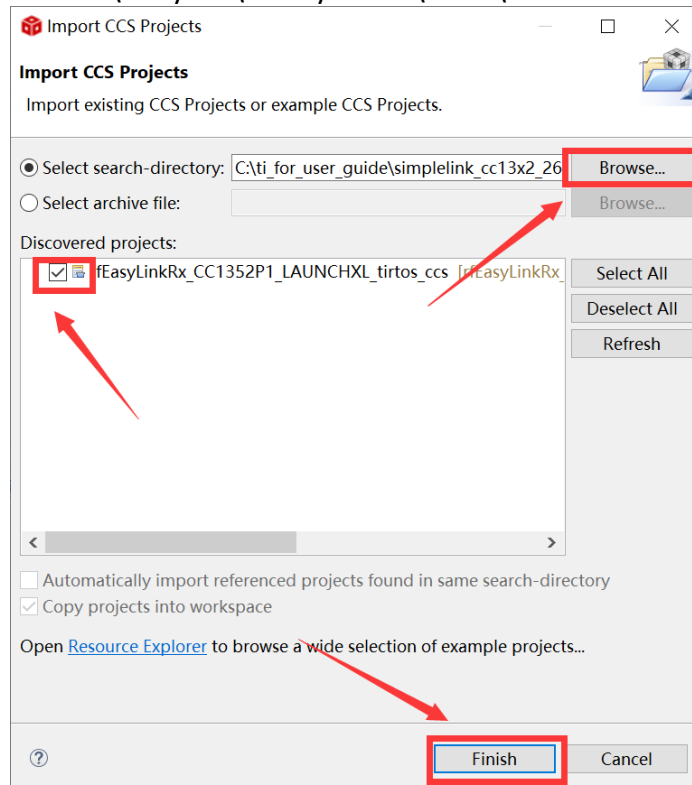 Import CCS Projects
Import CCS Projects
Import existing CCS Projects or example CCS Projects.
Select search-directory: C:\ti_for_user_guide\simplelink_cc13x2_26 Browse...
Select archive file: Browse...
Discovered projects:
rfEasyLinkRx_CC1352P1_LAUNCHXL_tirtos_ccs [rfEasyLinkRx_ Select All
Deselect All
Refresh
Automatically import referenced projects found in same search-directory
Copy projects into workspace
Open Resource Explorer to browse a wide selection of example projects...
Finish Cancel